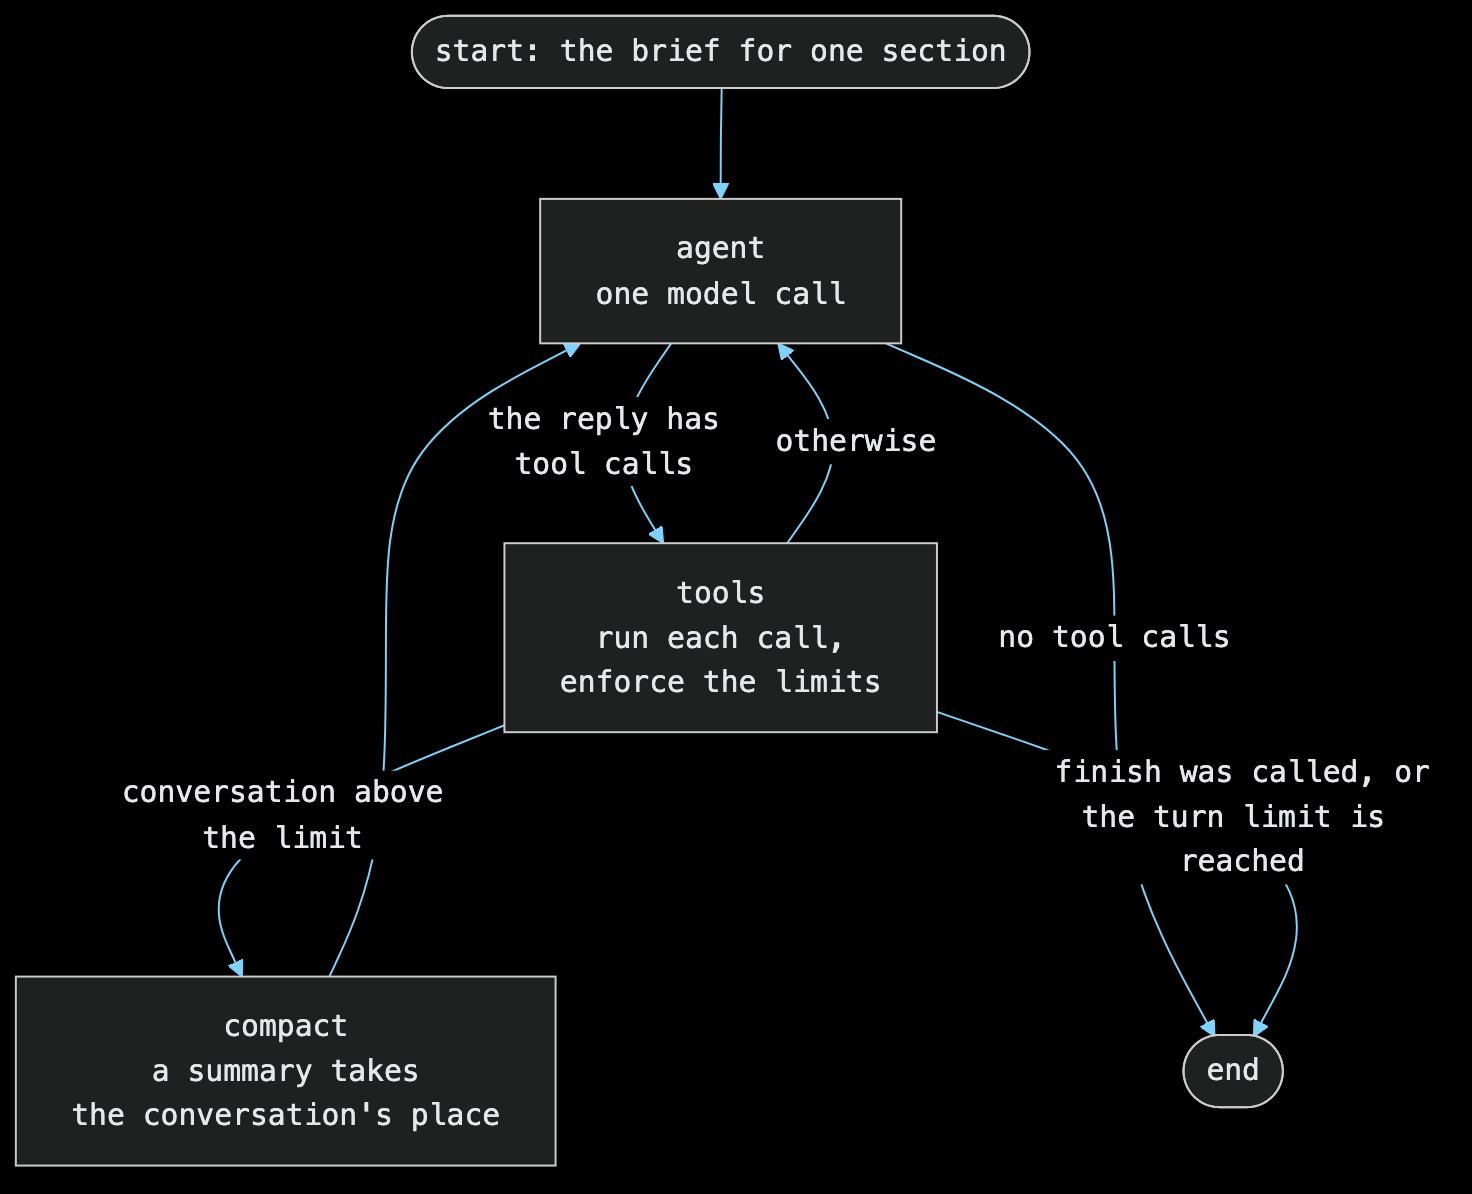 start: the brief for one section
agent
one model call
the reply has
tool calls
otherwise
tools
run each call,
enforce the limits
no tool calls
conversation above
the limit
finish was called, or
the turn limit is
reached
compact
a summary takes
the conversation's place
end